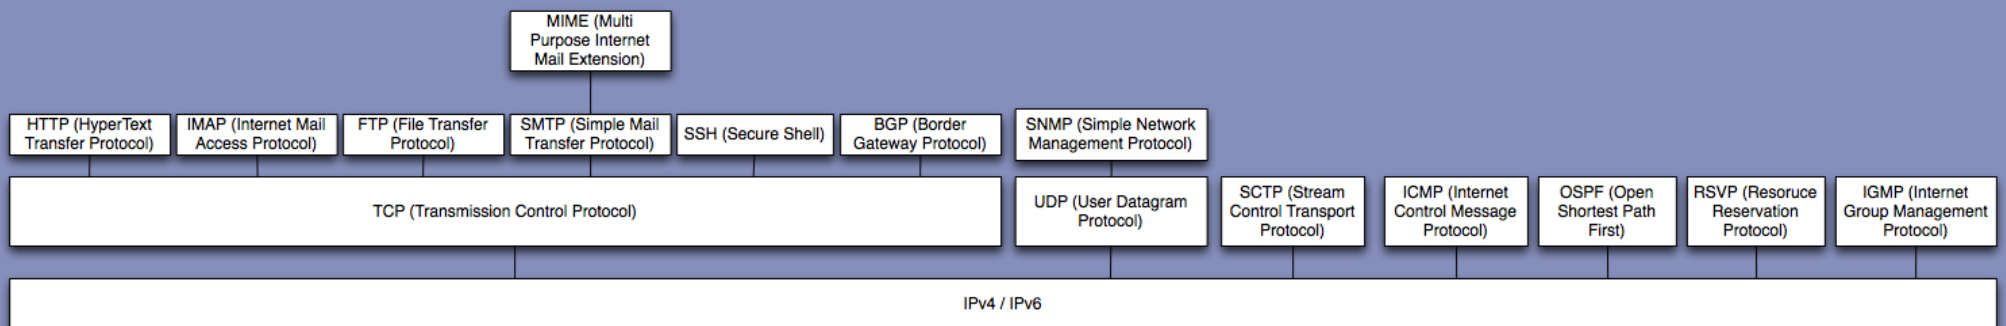 MIME (Multi
Purpose Internet
Mail Extension)
HTTP (HyperText
Transfer Protocol)
IMAP (Internet Mail
Access Protocol)
FTP (File Transfer
Protocol)
SMTP (Simple Mail
Transfer Protocol)
SSH (Secure Shell)
BGP (Border
Gateway Protocol)
SNMP (Simple Network
Management Protocol)
TCP (Transmission Control Protocol)
UDP (User Datagram
Protocol)
SCTP (Stream
Control Transport
Protocol)
ICMP (Internet
Control Message
Protocol)
OSPF (Open
Shortest Path
First)
RSVP (Resoruce
Reservation
Protocol)
IGMP (Internet
Group Management
Protocol)
IPv4 / IPv6